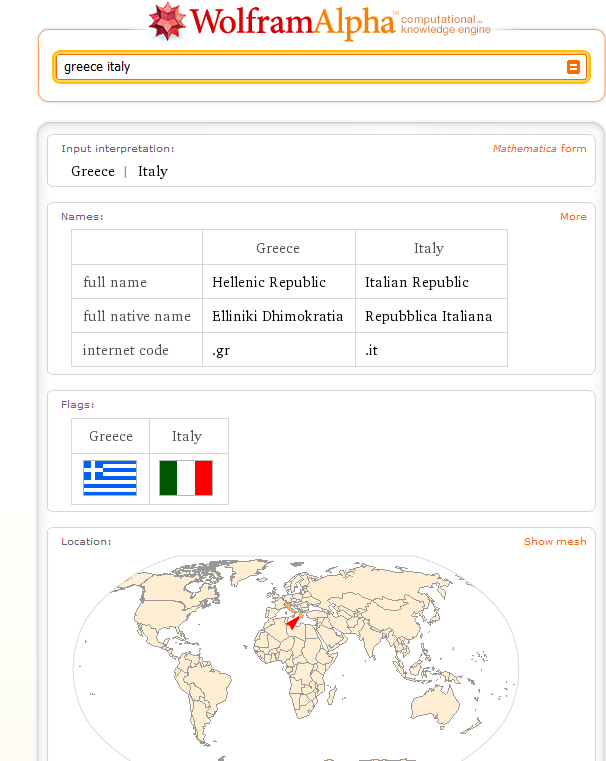 WolframAlpha™ computational...
knowledge engine
greece italy
Input interpretation: Mathematica form
Greece | Italy
Names: More
Greece Italy
full name Hellenic Republic Italian Republic
full native name Elliniki Dhimokratia Repubblica Italiana
internet code .gr .it
Flags:
Greece Italy
Location: Show mesh